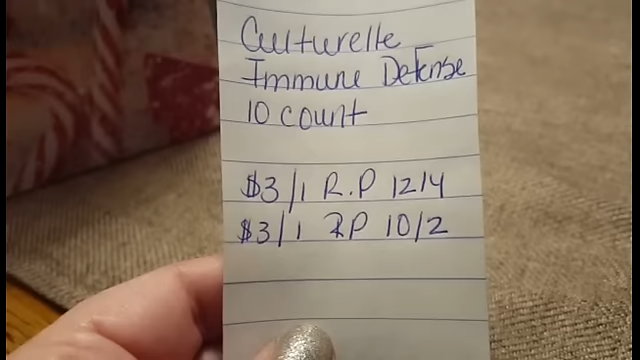 Culturelle
Immune Defense
10 count
$3/1 R.P 12/4
$3/1 RP 10/2